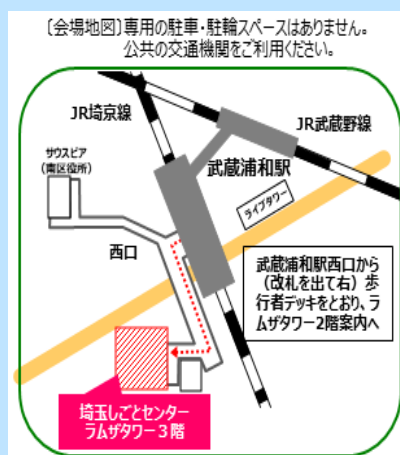 〔会場地図〕専用の駐車・駐輪スペースはありません。
公共の交通機関をご利用ください。
JR埼京線
JR武蔵野線
サウスピア
(南区役所)
武蔵浦和駅
ライブタワー
西口
武蔵浦和駅西口から
（改札を出て右）歩
行者デッキをとおり、ラ
ムザタワー2階案内へ
埼玉しごとセンター
ラムザタワー３階